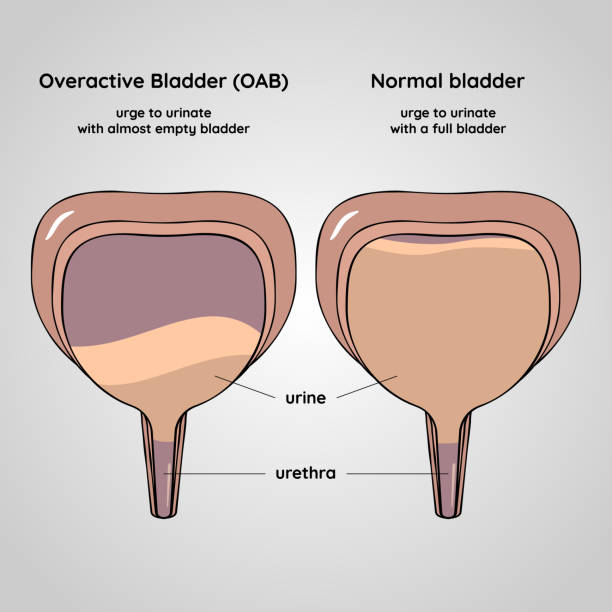 Overactive Bladder (OAB)
urge to urinate
with almost empty bladder
Normal bladder
urge to urinate
with a full bladder
urine
urethra